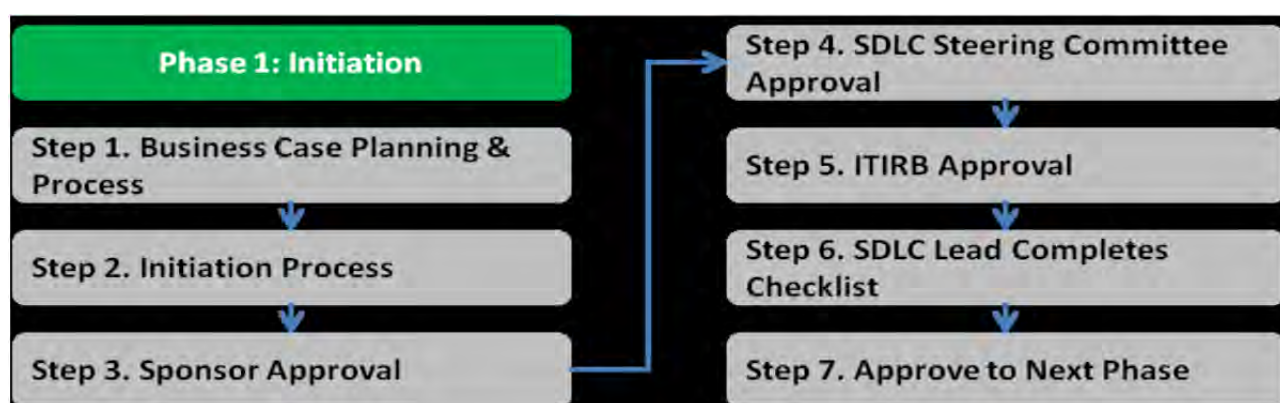 Phase 1: Initiation
Step 1. Business Case Planning &
Process
Step 2. Initiation Process
Step 3. Sponsor Approval
Step 4. SDLC Steering Committee
Approval
Step 5. ITIRB Approval
Step 6. SDLC Lead Completes
Checklist
Step 7. Approve to Next Phase